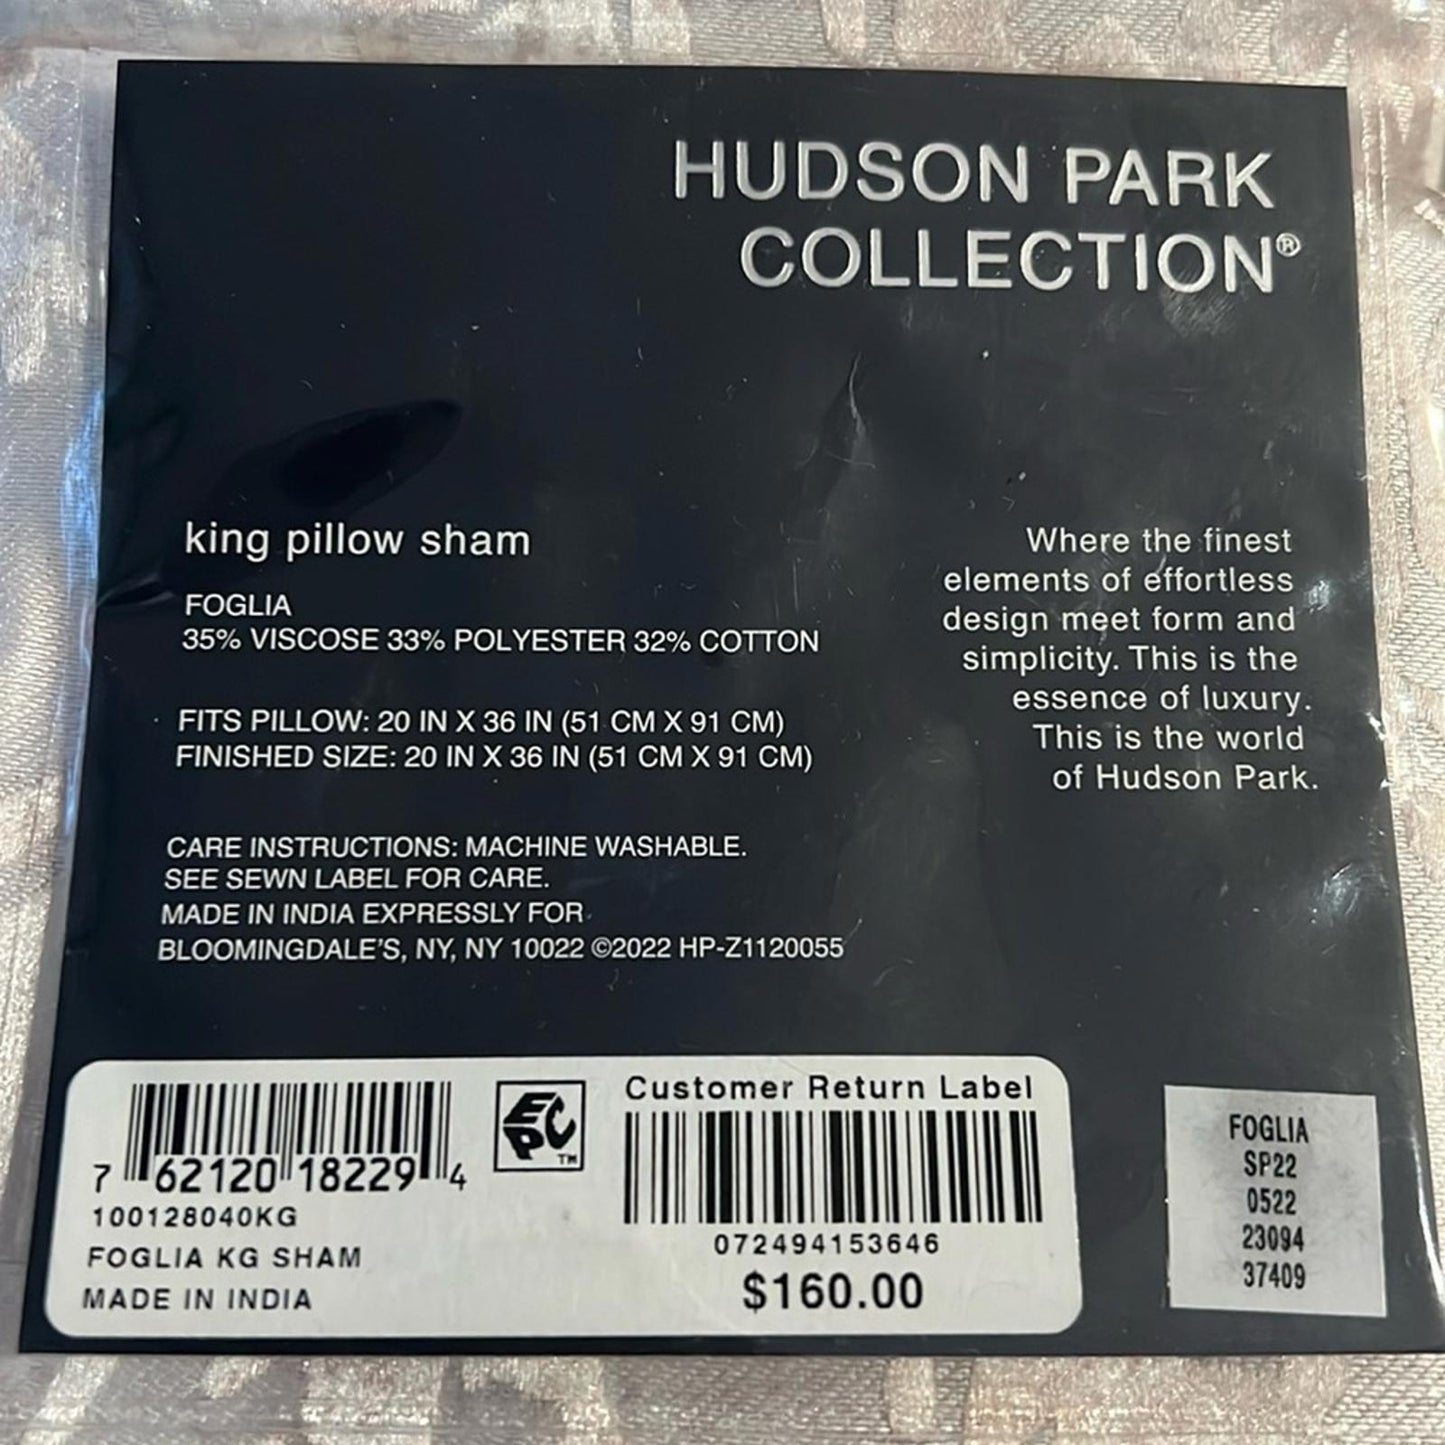 HUDSON PARK
COLLECTION®
king pillow sham
FOGLIA
35% VISCOSE 33% POLYESTER 32% COTTON
FITS PILLOW: 20 IN X 36 IN (51 CM X 91 CM)
FINISHED SIZE: 20 IN X 36 IN (51 CM X 91 CM)
CARE INSTRUCTIONS: MACHINE WASHABLE.
SEE SEWN LABEL FOR CARE.
MADE IN INDIA EXPRESSLY FOR
BLOOMINGDALE'S, NY, NY 10022 ©2022 HP-Z1120055
Where the finest
elements of effortless
design meet form and
simplicity. This is the
essence of luxury.
This is the world
of Hudson Park.
7 62120 18229 4
100128040KG
FOGLIA KG SHAM
MADE IN INDIA
EPC™
Customer Return Label
072494153646
$160.00
FOGLIA
SP22
0522
23094
37409